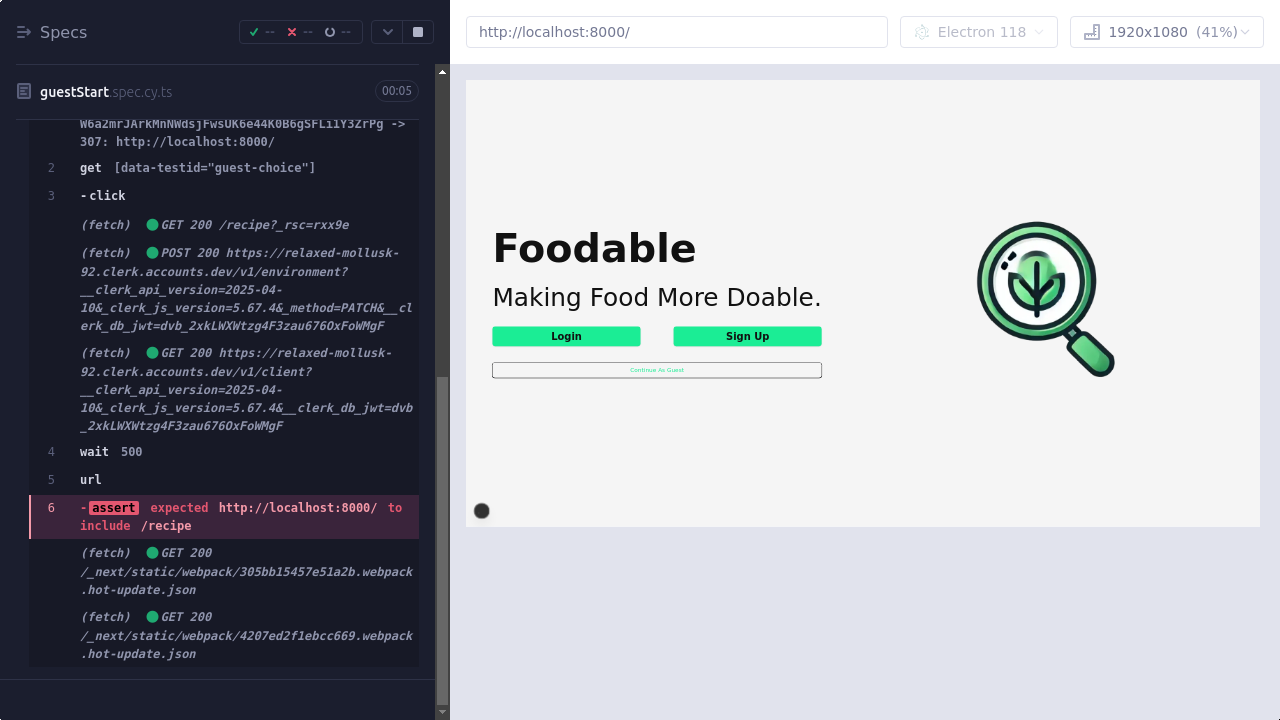 Specs
--
--
--
guestStart.spec.cy.ts
00:05
W6a2mrJArkMnNWdsjFwsUK6e44K0B6gSFLi1Y3ZrPg ->
307: http://localhost:8000/
2 get [data-testid="guest-choice"]
3 -click
(fetch) GET 200 /recipe?_rsc=rxx9e
(fetch) POST 200 https://relaxed-mollusk-
92.clerk.accounts.dev/v1/environment?
__clerk_api_version=2025-04-
10&_clerk_js_version=5.67.4&_method=PATCH&__cl
erk_db_jwt=dvb_2xkLWXWtzg4F3zau676OxFoWMgF
(fetch) GET 200 https://relaxed-mollusk-
92.clerk.accounts.dev/v1/client?
__clerk_api_version=2025-04-
10&_clerk_js_version=5.67.4&__clerk_db_jwt=dvb
_2xkLWXWtzg4F3zau676OxFoWMgF
4 wait 500
5 url
6 -assert expected http://localhost:8000/ to
include /recipe
(fetch) GET 200
/_next/static/webpack/305bb15457e51a2b.webpack
.hot-update.json
(fetch) GET 200
/_next/static/webpack/4207ed2f1ebcc669.webpack
.hot-update.json
http://localhost:8000/
Electron 118
1920x1080 (41%)
Foodable
Making Food More Doable.
Login
Sign Up
Continue As Guest